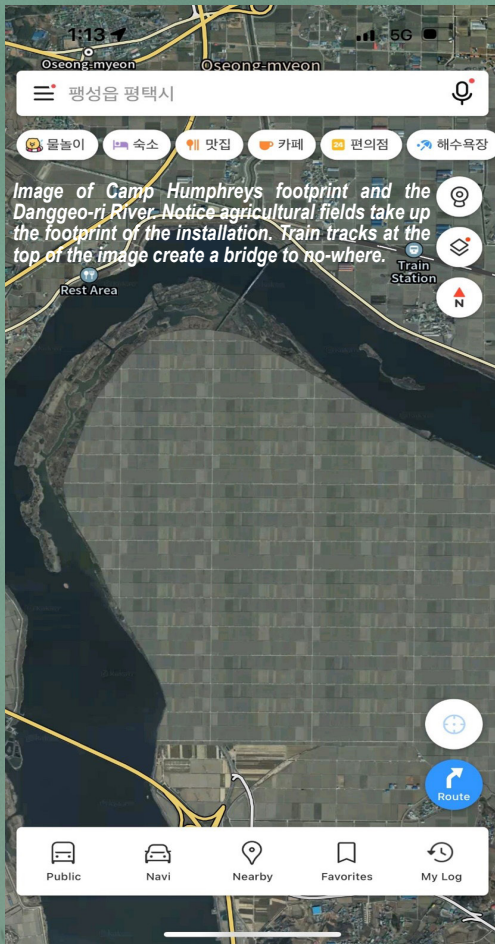 1:13
5G
Oseong-myeon
Oseong-myeon
팽성읍 평택시
물놀이
숙소
맛집
카페
24
편의점
해수욕장
Image of Camp Humphreys footprint and the
Danggeo-ri River. Notice agricultural fields take up
the footprint of the installation. Train tracks at the
top of the image create a bridge to no-where.
Train
Station
Rest Area
N
Route
Public
Navi
Nearby
Favorites
My Log